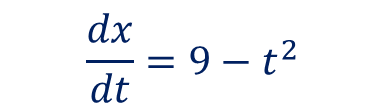 dx/dt = 9 − t²